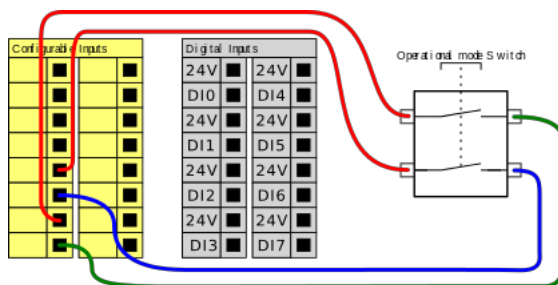 Configurable Inputs
Digital Inputs
Operational mode Switch
24V 24V
DI0 DI4
24V 24V
DI1 DI5
24V 24V
DI2 DI6
24V 24V
DI3 DI7